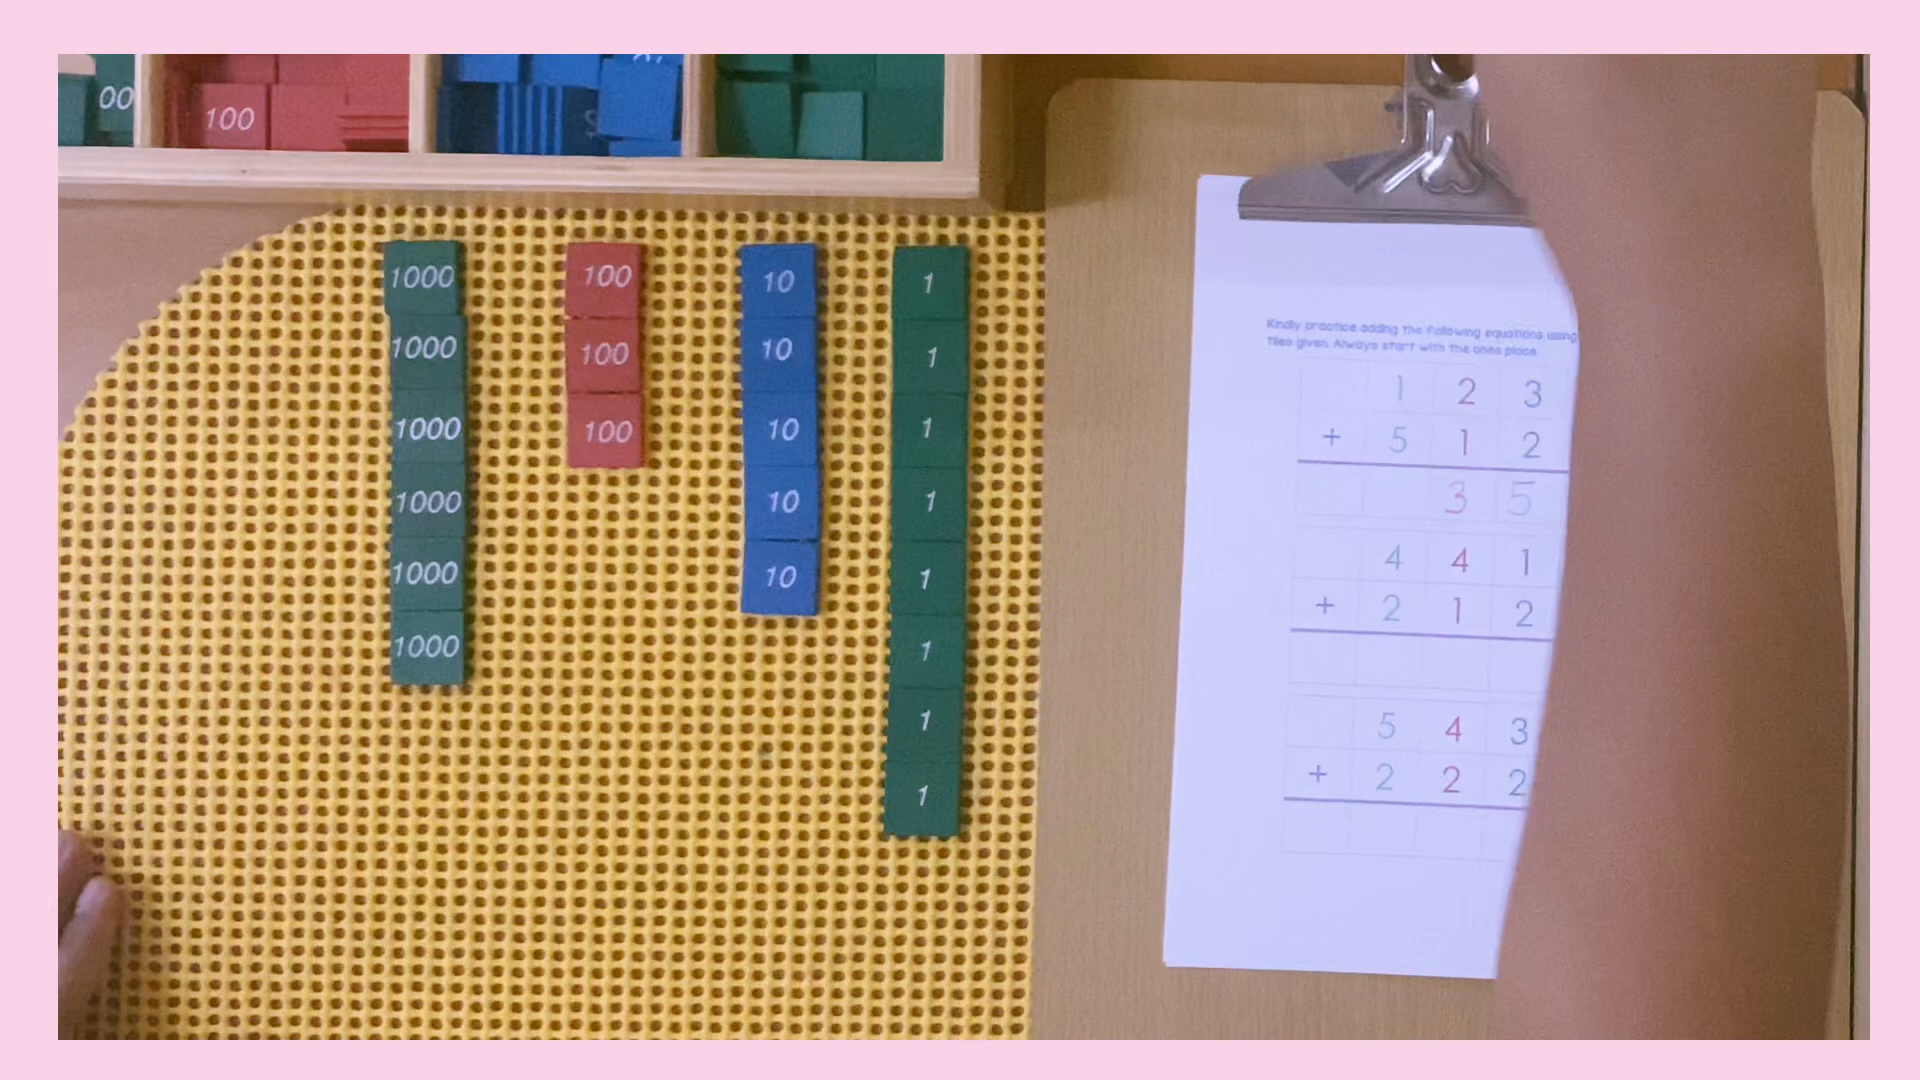 00
100
1000 100 10 1
1000 100 10 1
1000 100 10 1
1000 10 1
1000 10 1
1000 1
1
1
Kindly practice adding the following equations using
tiles given. Always start with the ones place.
1 2 3
+ 5 1 2
3 5
4 4 1
+ 2 1 2
5 4 3
+ 2 2 2